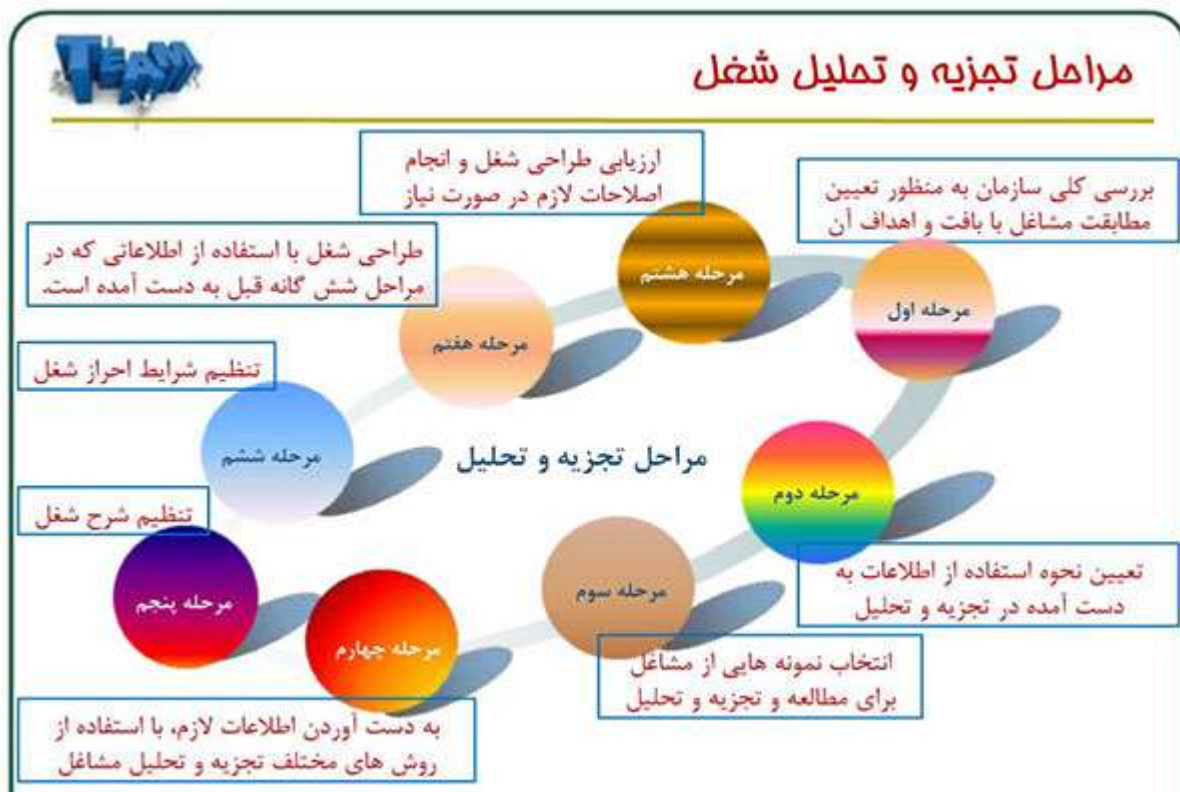 TEAM
مراحل تجزیه و تحلیل شغل
بررسی کلی سازمان به منظور تعیین
مطابقت مشاغل با بافت و اهداف آن
مرحله اول
مرحله دوم
تعیین نحوه استفاده از اطلاعات به
دست آمده در تجزیه و تحلیل
مرحله سوم
انتخاب نمونه هایی از مشاغل
برای مطالعه و تجزیه و تحلیل
مرحله چهارم
به دست آوردن اطلاعات لازم، با استفاده از
روش های مختلف تجزیه و تحلیل مشاغل
مرحله پنجم
تنظیم شرح شغل
مرحله ششم
تنظیم شرایط احراز شغل
مرحله هفتم
طراحی شغل با استفاده از اطلاعاتی که در
مراحل شش گانه قبل به دست آمده است.
مرحله هشتم
ارزیابی طراحی شغل و انجام
اصلاحات لازم در صورت نیاز
مراحل تجزیه و تحلیل